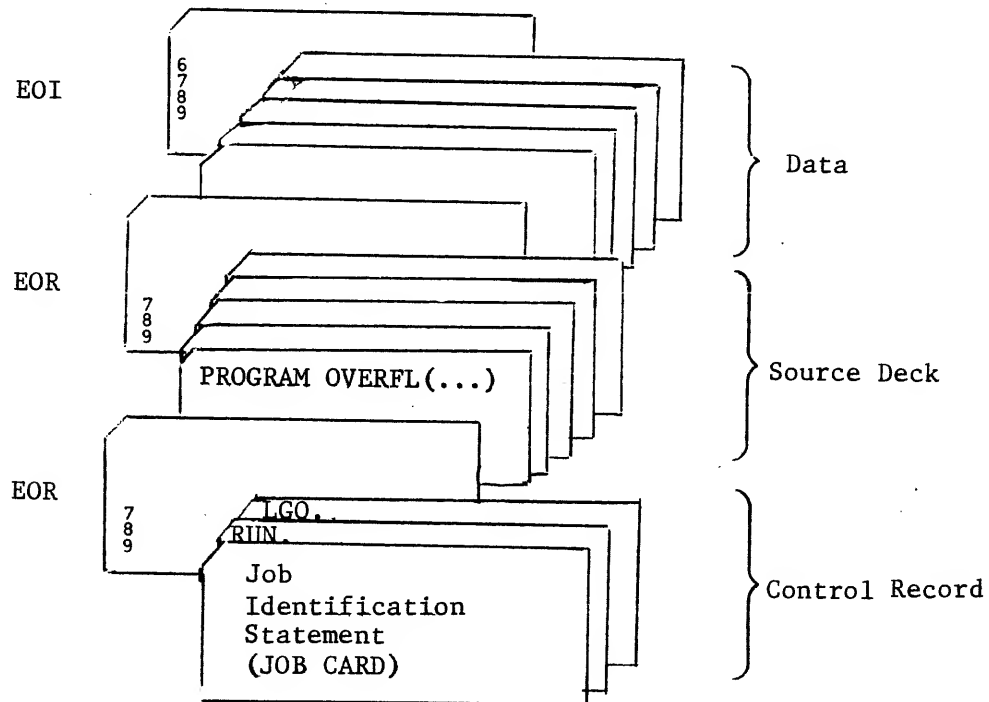 EOI
6
7
8
9
Data
EOR
7
8
9
PROGRAM OVERFL(...)
Source Deck
EOR
7
8
9
LGO.
RUN.
Job
Identification
Statement
(JOB CARD)
Control Record